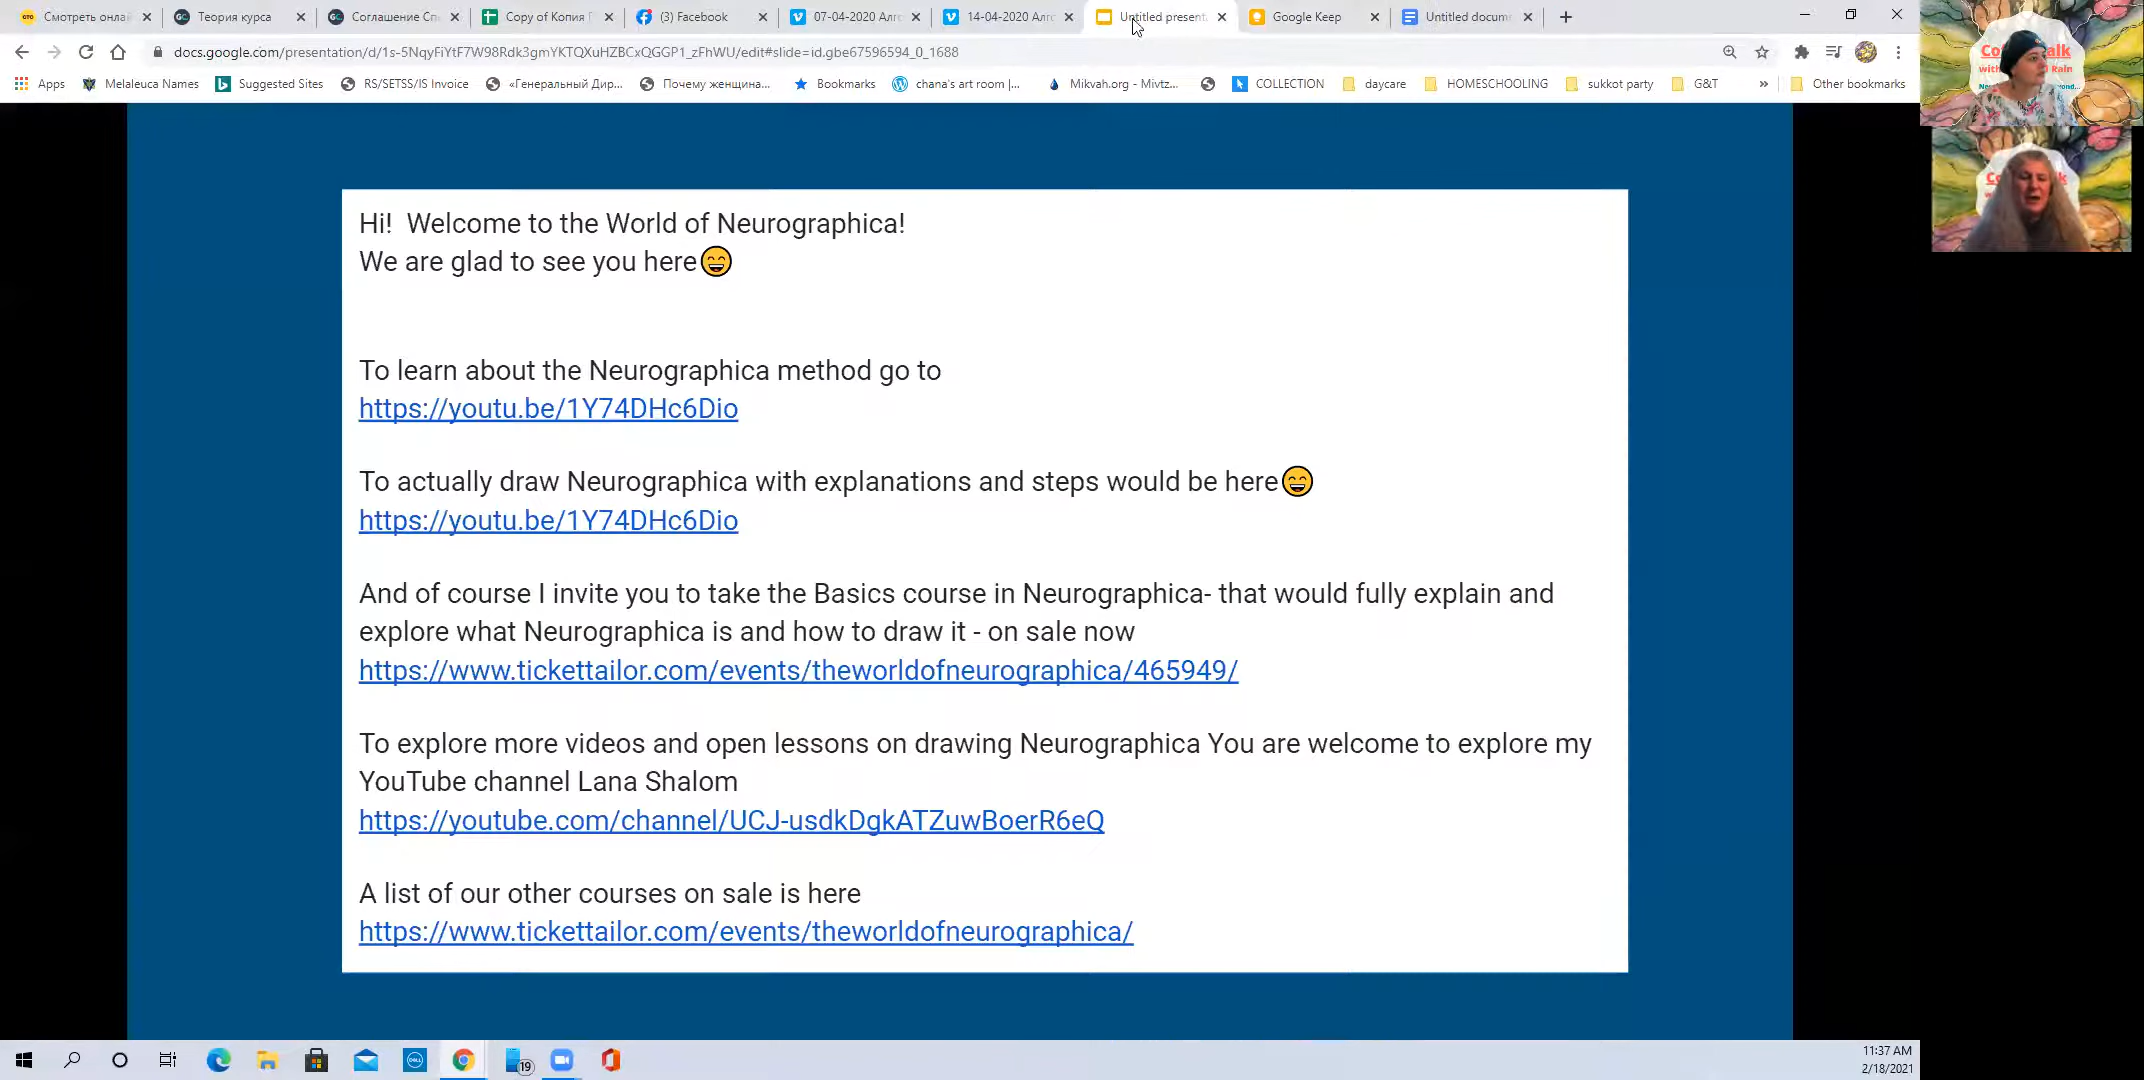 Смотреть онлай
Теория курса
Соглашение Сп
Copy of Копия Г
(3) Facebook
07-04-2020 Алго
14-04-2020 Алго
Untitled present
Google Keep
Untitled docum
docs.google.com/presentation/d/1s-5NqyFiYtF7W98Rdk3gmYKTQXuHZBCxQGGP1_zFhWU/edit#slide=id.gbe67596594_0_1688
Apps
Melaleuca Names
Suggested Sites
RS/SETSS/IS Invoice
«Генеральный Дир...
Почему женщина...
Bookmarks
chana's art room |...
Mikvah.org - Mivtz...
COLLECTION
daycare
HOMESCHOOLING
sukkot party
G&T
»
Other bookmarks
Hi! Welcome to the World of Neurographica!
We are glad to see you here
To learn about the Neurographica method go to
https://youtu.be/1Y74DHc6Dio
To actually draw Neurographica with explanations and steps would be here
https://youtu.be/1Y74DHc6Dio
And of course I invite you to take the Basics course in Neurographica- that would fully explain and
explore what Neurographica is and how to draw it - on sale now
https://www.tickettailor.com/events/theworldofneurographica/465949/
To explore more videos and open lessons on drawing Neurographica You are welcome to explore my
YouTube channel Lana Shalom
https://youtube.com/channel/UCJ-usdkDgkATZuwBoerR6eQ
A list of our other courses on sale is here
https://www.tickettailor.com/events/theworldofneurographica/
19
11:37 AM
2/18/2021